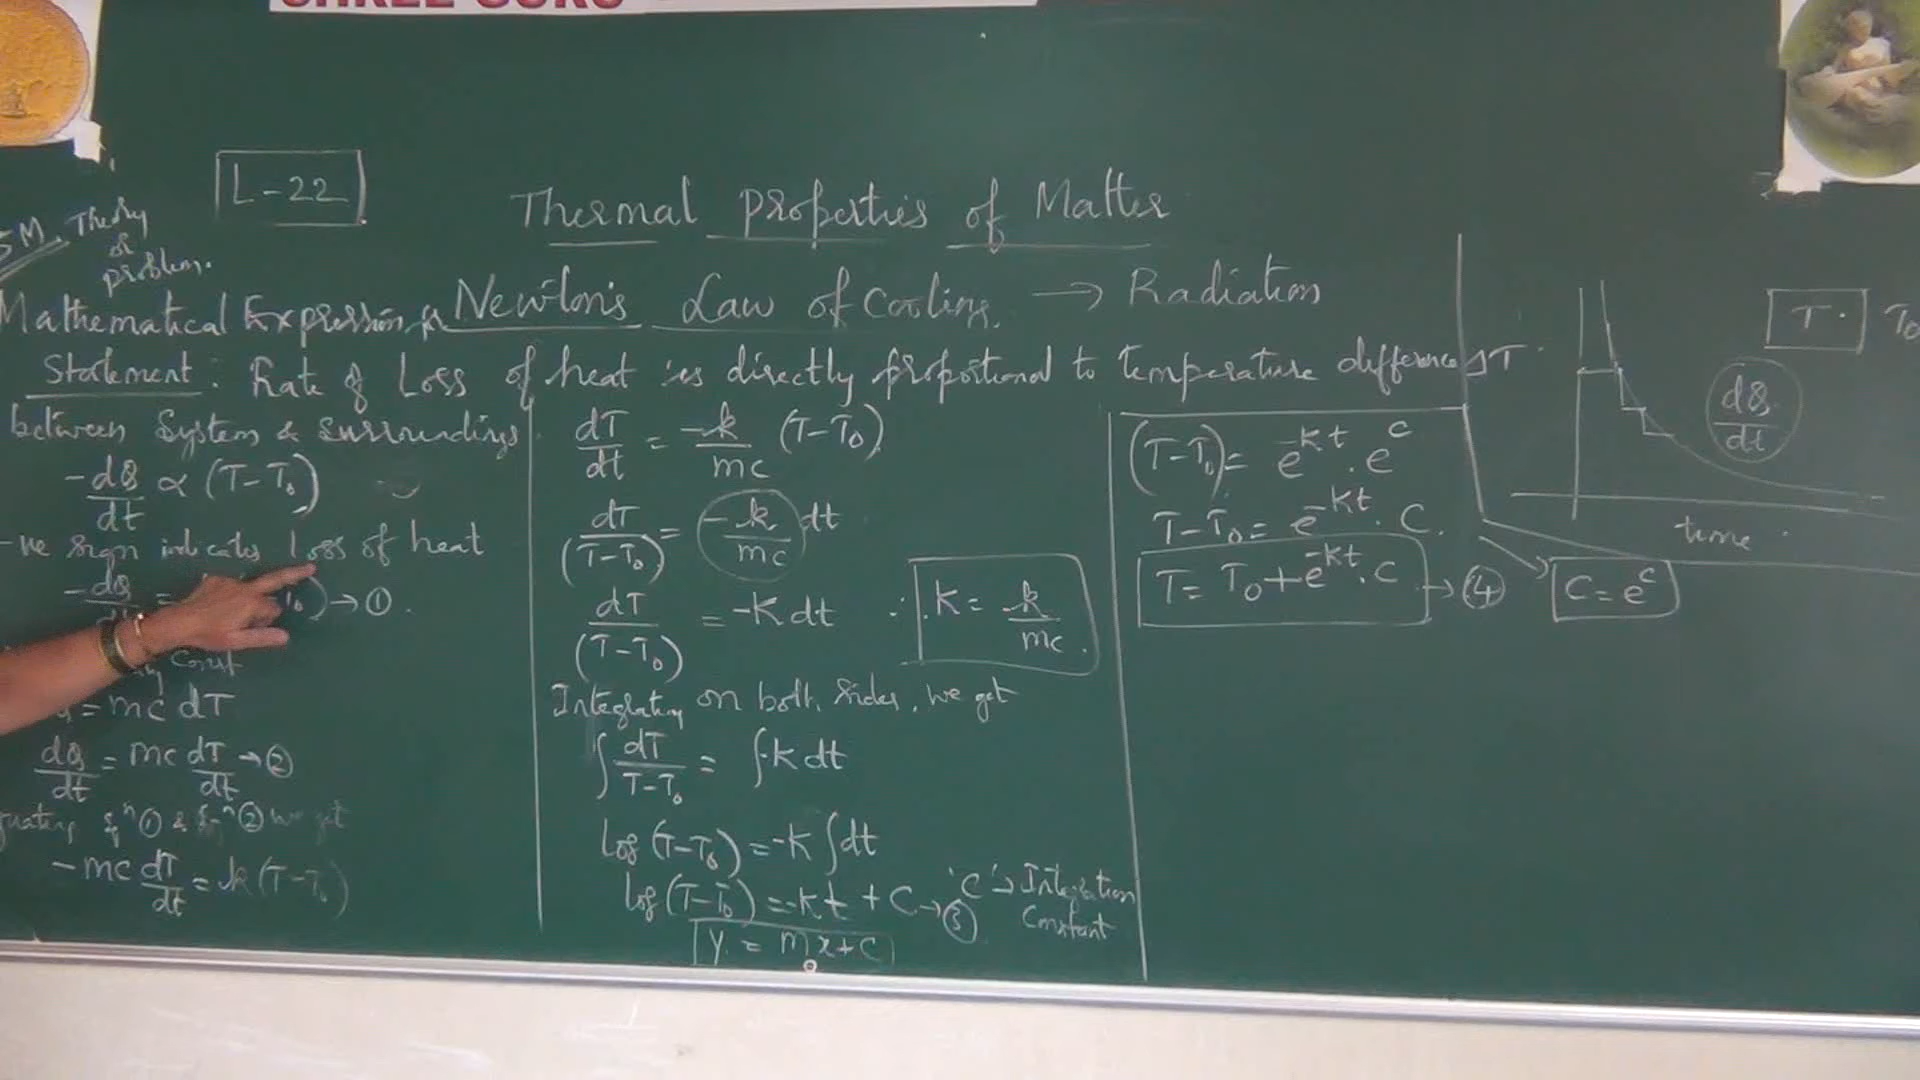 SHREE GURU
L-22
5M. Theory
or
problem.
Thermal properties of Matter
Mathematical Expression for Newton's Law of Cooling. → Radiation
Statement: Rate of Loss of heat is directly proportional to temperature difference ΔT
between System & surroundings
-dQ/dt ∝ (T-T₀)
-ve sign indicates loss of heat
-dQ
→ ①.
Const
= mc dT
dQ/dt = mc dT/dt → ②
Eqⁿ ① & Eqⁿ ② we get
-mc dT/dt = k(T-T₀)
dT/dt = -k/mc (T-T₀)
dT/(T-T₀) = -k/mc dt
dT/(T-T₀) = -K dt ∴ K = k/mc.
Integrating on both sides, we get
∫ dT/T-T₀ = ∫-K dt
log (T-T₀) = -K ∫dt
log (T-T₀) = -Kt + C → ③
'C' → Integration
Constant
y = mx+c
(T-T₀) = e^-Kt . e^c
T-T₀ = e^-Kt . C.
T = T₀ + e^-Kt . C → ④
C = e^c
T. T₀
dQ/dt
time